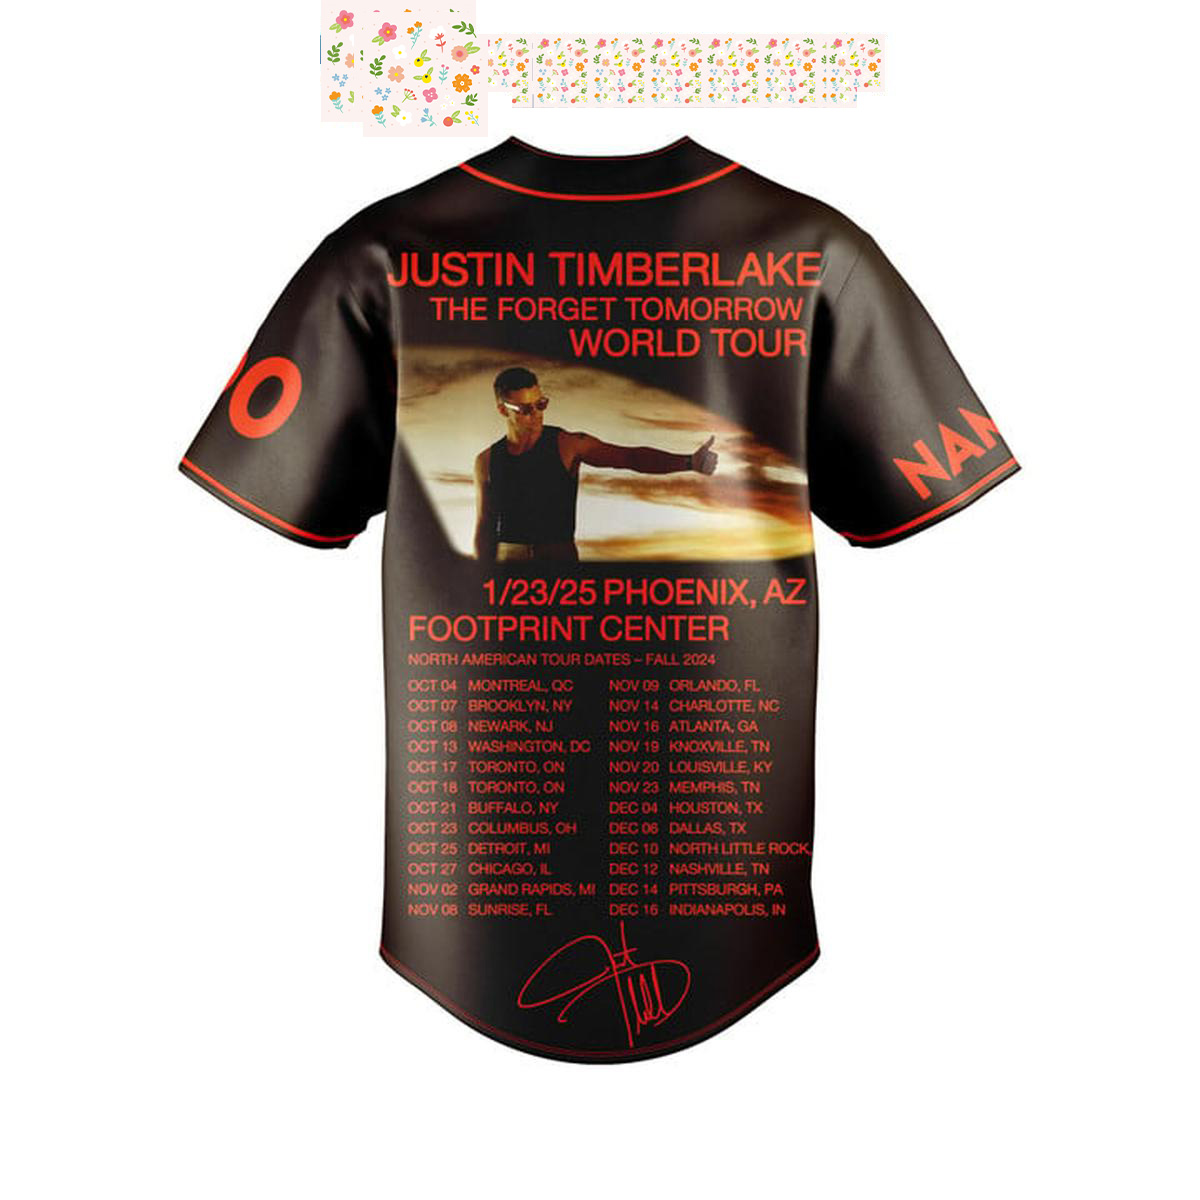 JUSTIN TIMBERLAKE
THE FORGET TOMORROW
WORLD TOUR
NAM
1/23/25 PHOENIX, AZ
FOOTPRINT CENTER
NORTH AMERICAN TOUR DATES – FALL 2024
OCT 04 MONTREAL, QC
OCT 07 BROOKLYN, NY
OCT 08 NEWARK, NJ
OCT 13 WASHINGTON, DC
OCT 17 TORONTO, ON
OCT 18 TORONTO, ON
OCT 21 BUFFALO, NY
OCT 23 COLUMBUS, OH
OCT 25 DETROIT, MI
OCT 27 CHICAGO, IL
NOV 02 GRAND RAPIDS, MI
NOV 08 SUNRISE, FL
NOV 09 ORLANDO, FL
NOV 14 CHARLOTTE, NC
NOV 16 ATLANTA, GA
NOV 19 KNOXVILLE, TN
NOV 20 LOUISVILLE, KY
NOV 23 MEMPHIS, TN
DEC 04 HOUSTON, TX
DEC 06 DALLAS, TX
DEC 10 NORTH LITTLE ROCK,
DEC 12 NASHVILLE, TN
DEC 14 PITTSBURGH, PA
DEC 16 INDIANAPOLIS, IN